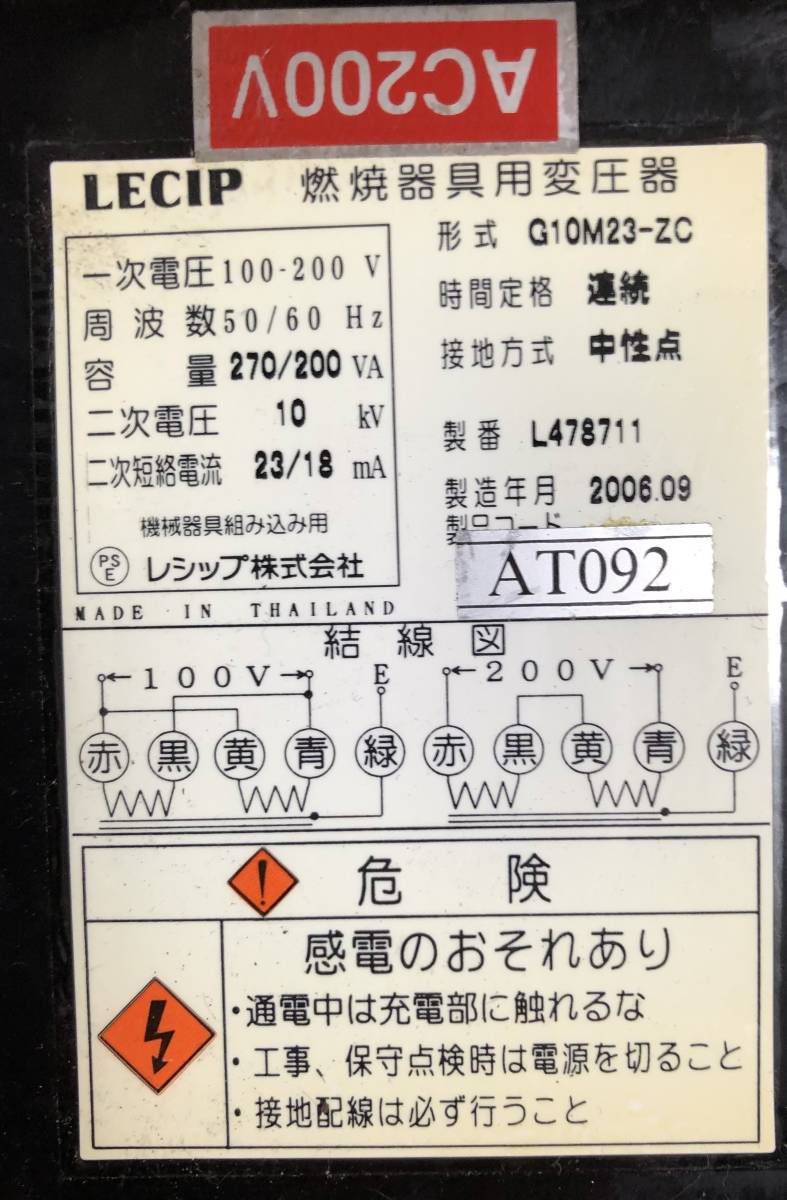 AC200V
LECIP 燃焼器具用変圧器
一次電圧 100-200 V
周波数 50/60 Hz
容量 270/200 VA
二次電圧 10 kV
二次短絡電流 23/18 mA
機械器具組み込み用
PS E レシップ株式会社
MADE IN THAILAND
形式 G10M23-ZC
時間定格 連続
接地方式 中性点
製番 L478711
製造年月 2006.09
製品コード
AT092
結線図
100V E 200V E
赤 黒 黄 青 緑 赤 黒 黄 青 緑
! 危険
感電のおそれあり
・通電中は充電部に触れるな
・工事、保守点検時は電源を切ること
・接地配線は必ず行うこと